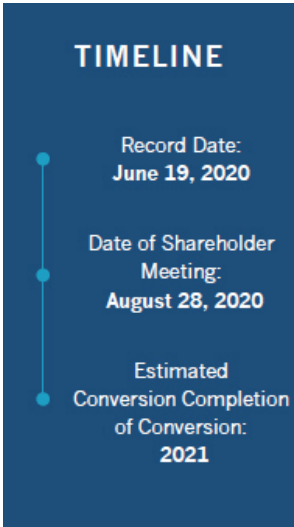 TIMELINE
Record Date:
June 19, 2020
Date of Shareholder
Meeting:
August 28, 2020
Estimated
Conversion Completion
of Conversion:
2021